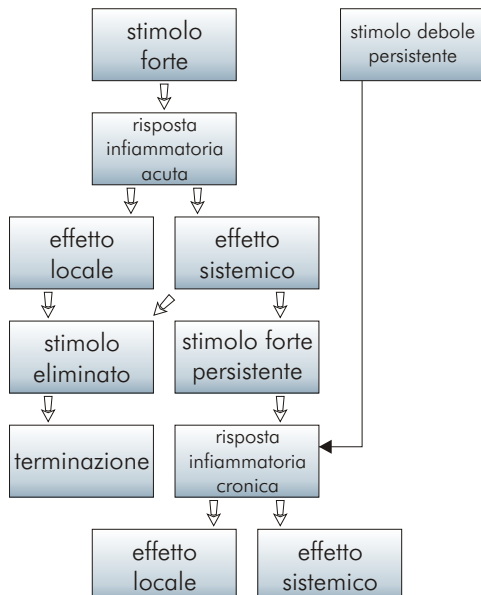 stimolo
forte
stimolo debole
persistente
risposta
infiammatoria
acuta
effetto
locale
effetto
sistemico
stimolo
eliminato
stimolo forte
persistente
terminazione
risposta
infiammatoria
cronica
effetto
locale
effetto
sistemico